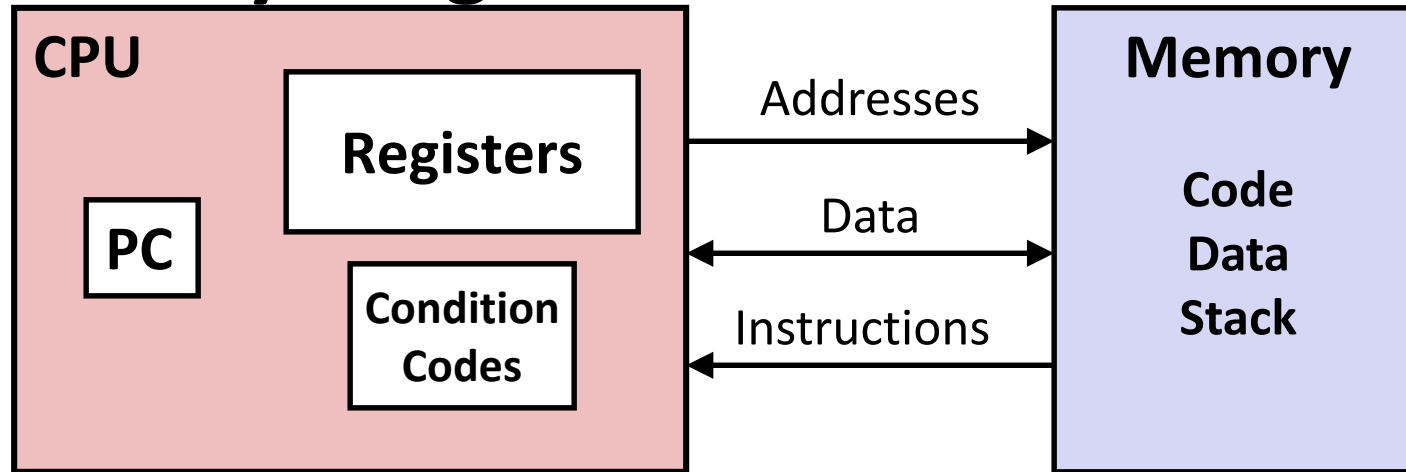 CPU
Registers
PC
Condition
Codes
Addresses
Data
Instructions
Memory
Code
Data
Stack